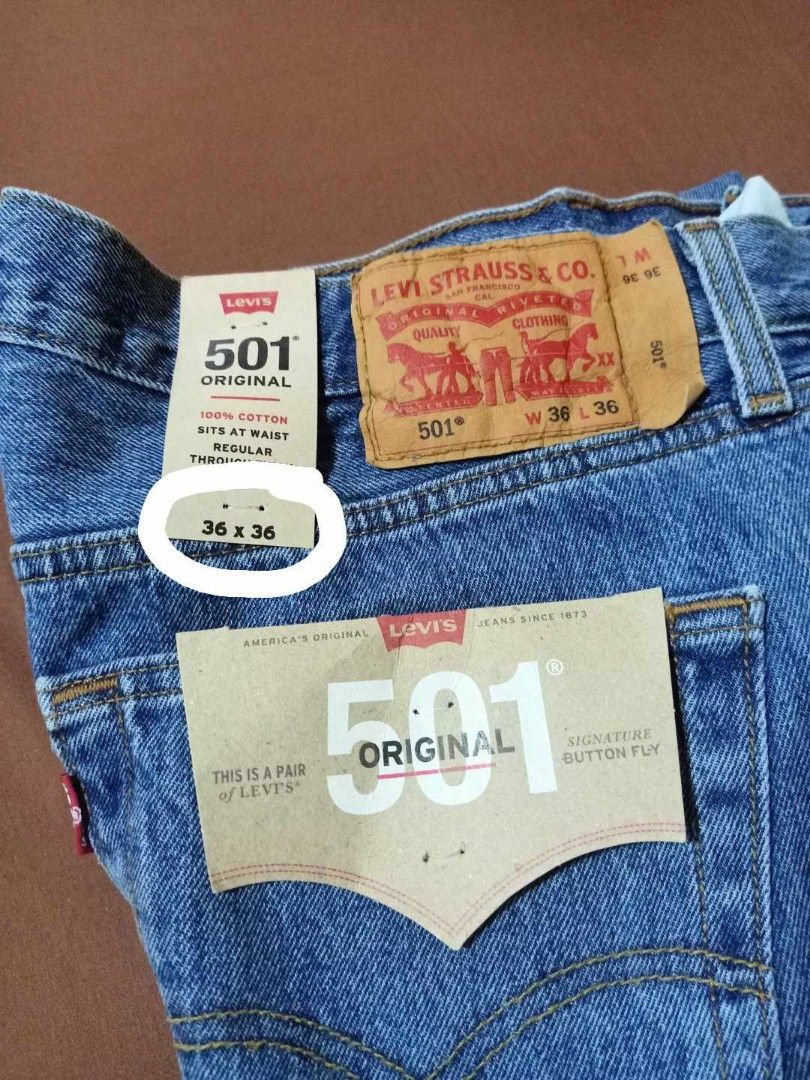 LEVI'S
501®
ORIGINAL
100% COTTON
SITS AT WAIST
REGULAR
THROUGH
36 x 36
LEVI STRAUSS & CO.
SAN FRANCISCO
CAL.
ORIGINAL RIVETED
QUALITY CLOTHING
XX
501® W 36 L 36
W L
36 36
501®
AMERICA'S ORIGINAL LEVI'S JEANS SINCE 1873
501®
ORIGINAL
THIS IS A PAIR
of LEVI'S®
SIGNATURE
BUTTON FLY